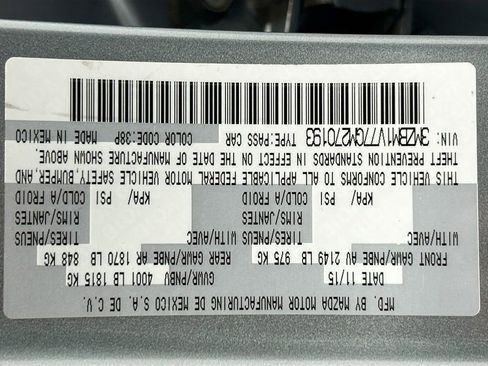 MFD. BY MAZDA MOTOR MANUFACTURING DE MEXICO S.A. DE C.V.
DATE 11/15 GVWR/PNBV 4001 LB 1815 KG
FRONT GAWR/PNBE AV 2149 LB 975 KG REAR GAWR/PNBE AR 1870 LB 848 KG
WITH/AVEC TIRES/PNEUS WITH/AVEC TIRES/PNEUS
RIMS/JANTES RIMS/JANTES
KPA/ PSI COLD/A FROID KPA/ PSI COLD/A FROID
THIS VEHICLE CONFORMS TO ALL APPLICABLE FEDERAL MOTOR VEHICLE SAFETY, BUMPER, AND
THEFT PREVENTION STANDARDS IN EFFECT ON THE DATE OF MANUFACTURE SHOWN ABOVE.
VIN: 3MZBM1V77GM270193 TYPE:PASS CAR COLOR CODE:38P MADE IN MEXICO